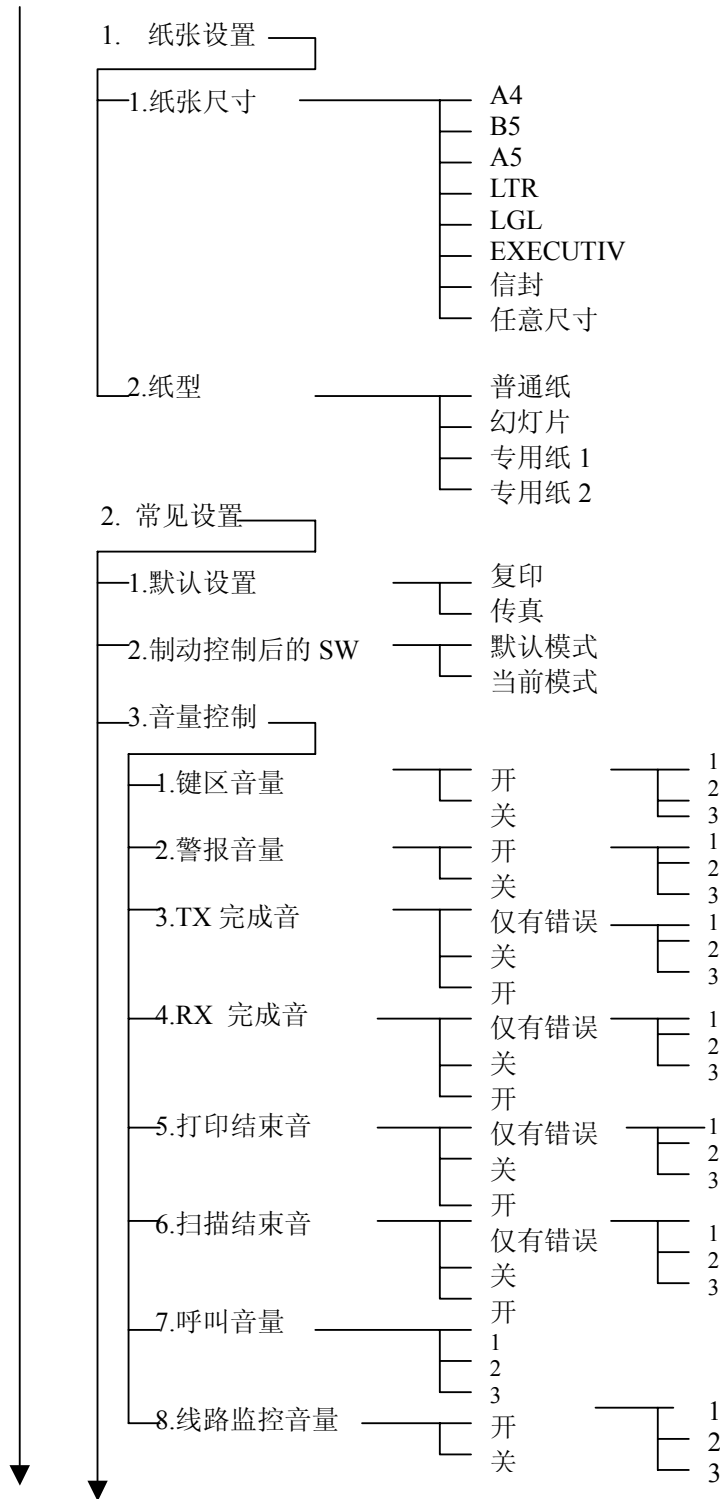 1. 纸张设置
1.纸张尺寸
A4
B5
A5
LTR
LGL
EXECUTIV
信封
任意尺寸
2.纸型
普通纸
幻灯片
专用纸 1
专用纸 2
2. 常见设置
1.默认设置
复印
传真
2.制动控制后的 SW
默认模式
当前模式
3.音量控制
1.键区音量
开
关
1
2
3
2.警报音量
开
关
1
2
3
3.TX 完成音
仅有错误
关
开
1
2
3
4.RX 完成音
仅有错误
关
开
1
2
3
5.打印结束音
仅有错误
关
开
1
2
3
6.扫描结束音
仅有错误
关
开
1
2
3
7.呼叫音量
1
2
3
8.线路监控音量
开
关
1
2
3